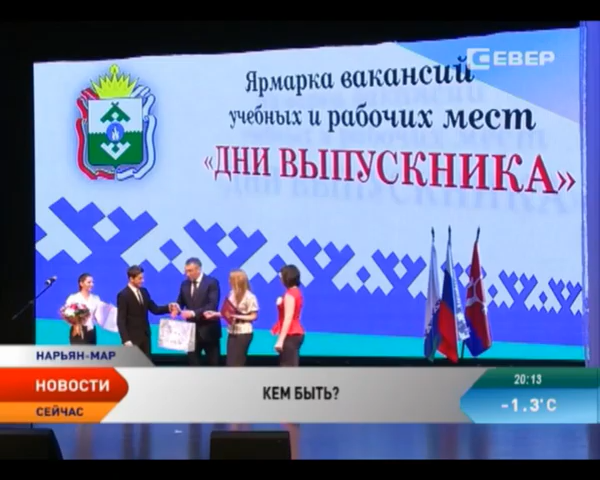 СЕВЕР
Ярмарка вакансий
учебных и рабочих мест
«ДНИ ВЫПУСКНИКА»
НАРЬЯН-МАР
НОВОСТИ
СЕЙЧАС
КЕМ БЫТЬ?
20:13
-1.3°C